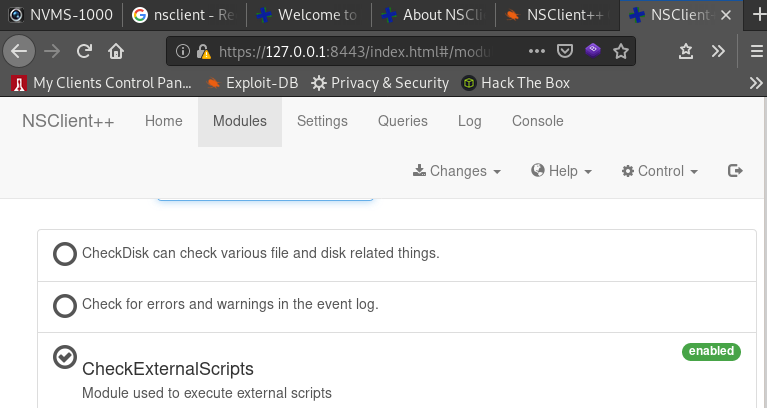 NVMS-1000 nsclient - Re Welcome to About NSCli NSClient++ NSClient-
https://127.0.0.1:8443/index.html#/modu
My Clients Control Pan... Exploit-DB Privacy & Security Hack The Box
NSClient++ Home Modules Settings Queries Log Console
Changes Help Control
CheckDisk can check various file and disk related things.
Check for errors and warnings in the event log.
enabled
CheckExternalScripts
Module used to execute external scripts